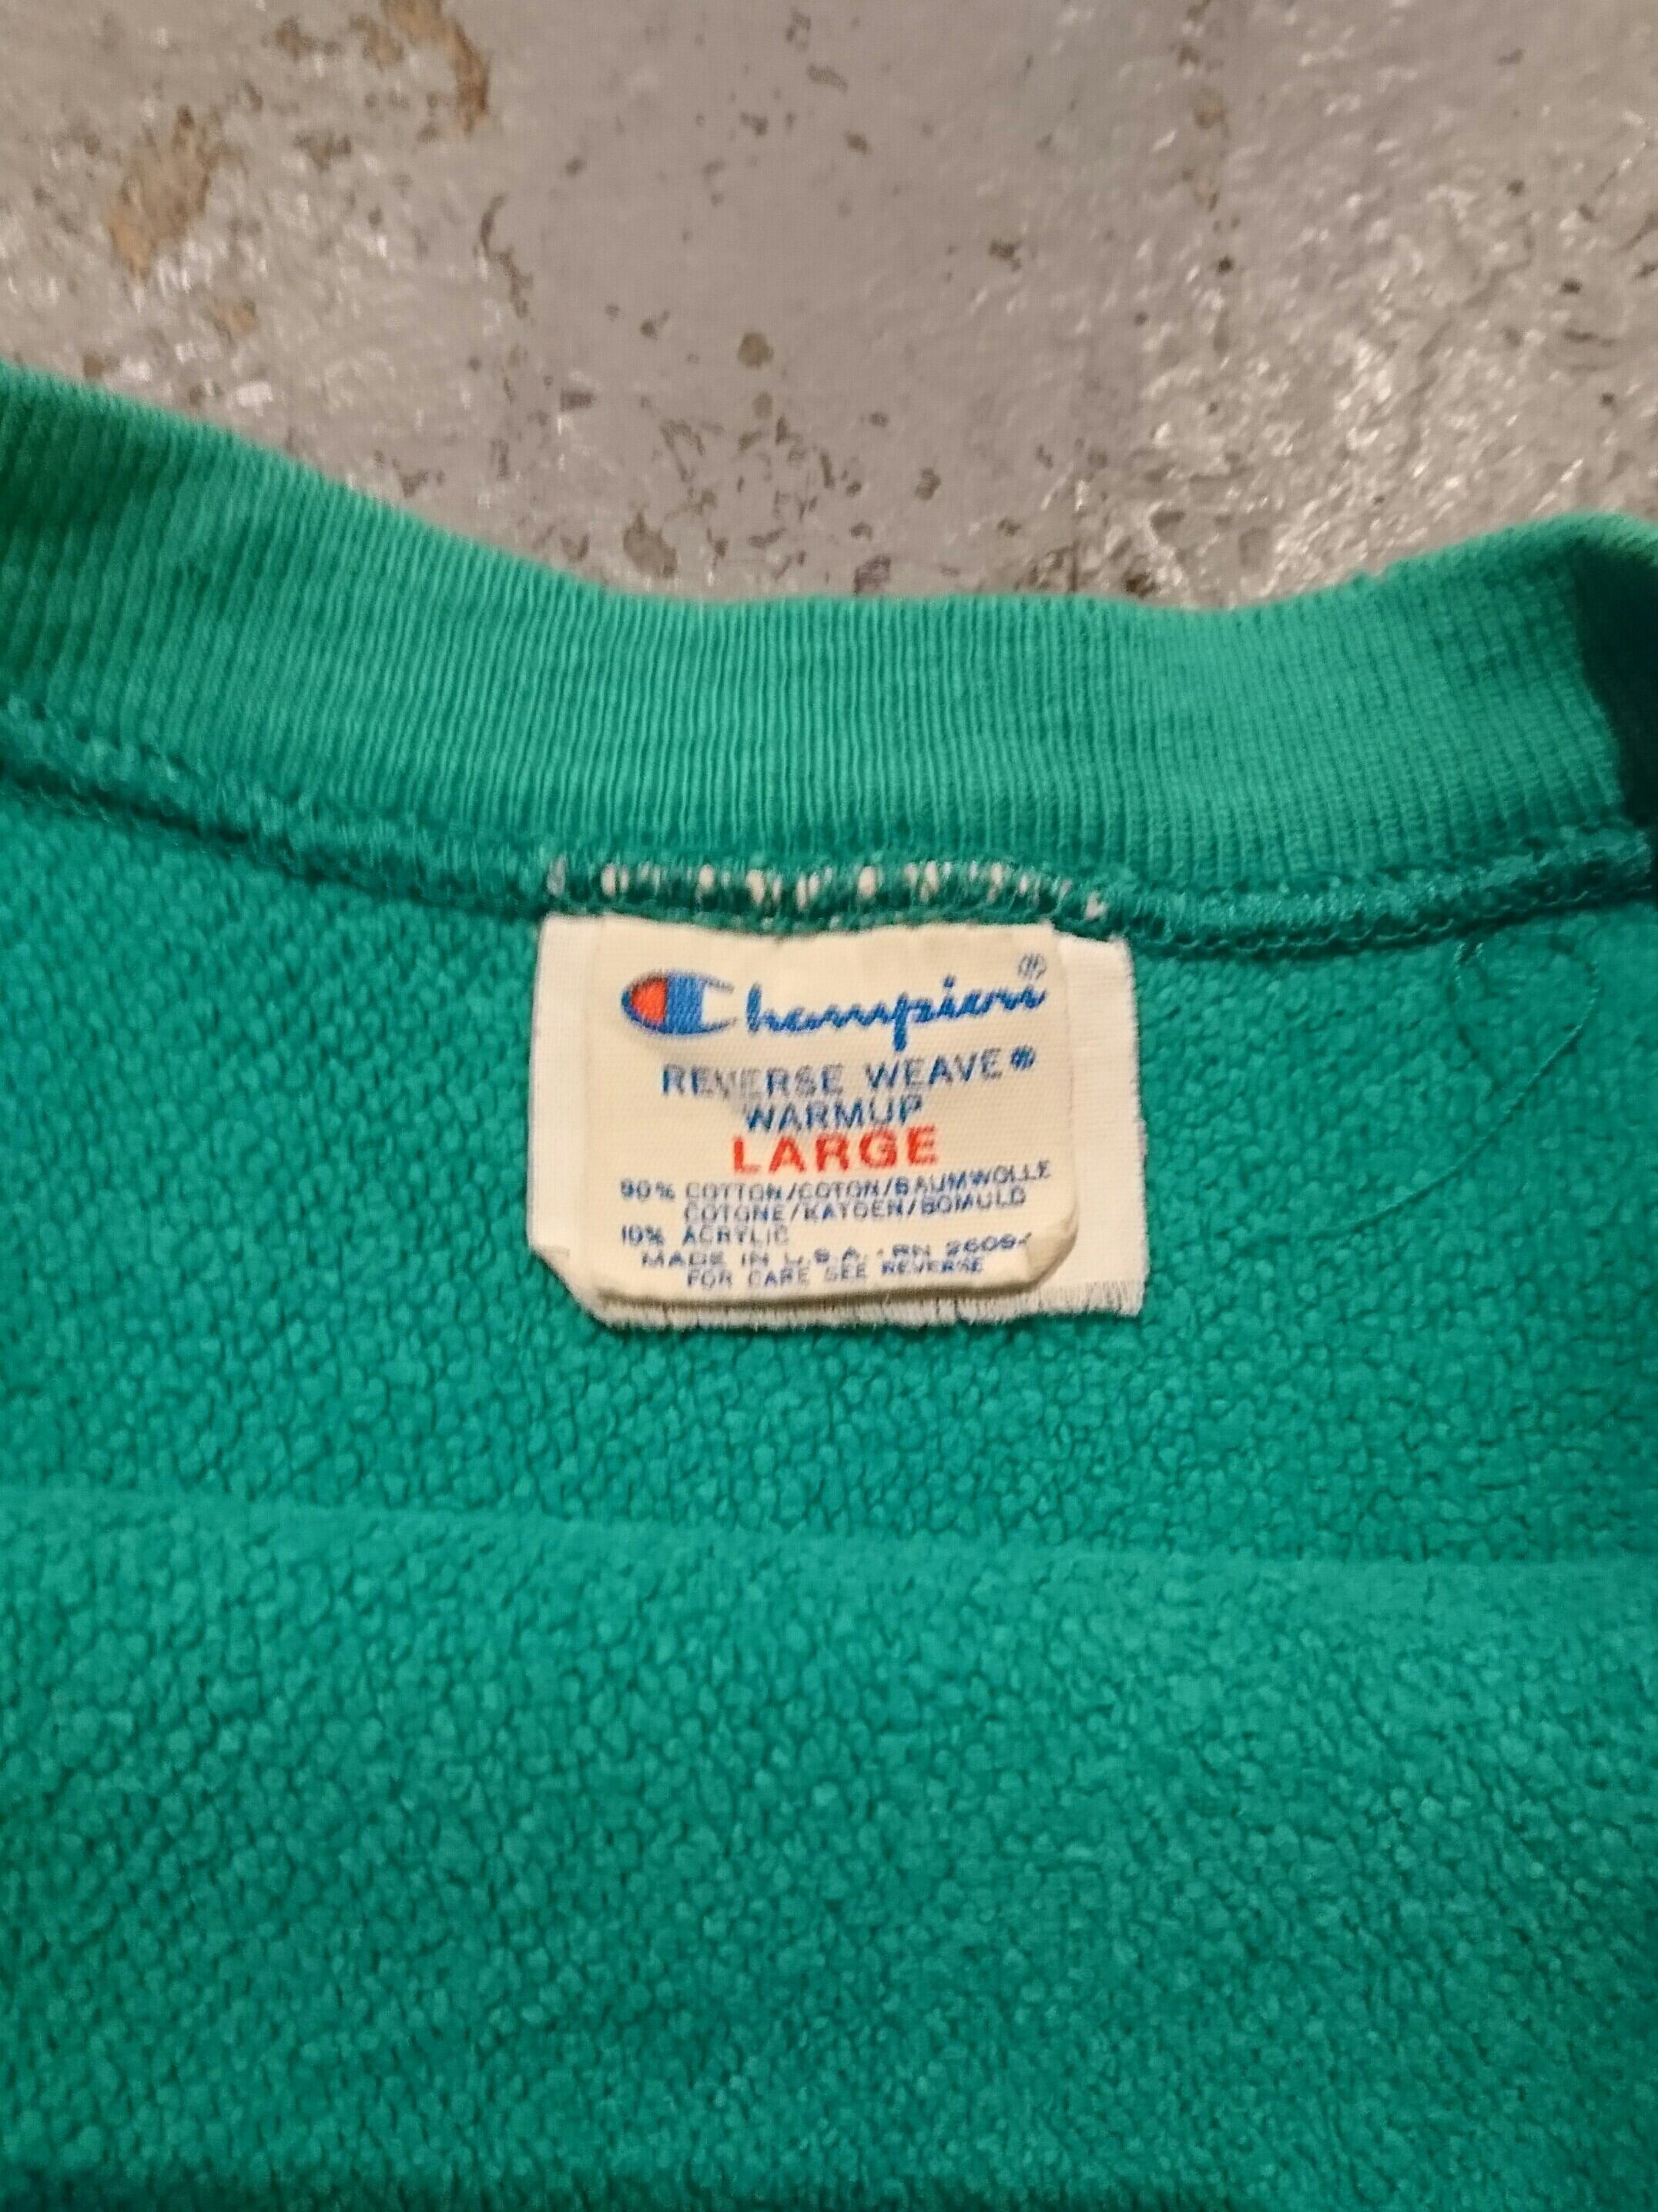 Champion®
REVERSE WEAVE®
WARMUP
LARGE
90% COTTON/COTON/BAUMWOLLE
COTONE/KATOEN/BOMULD
10% ACRYLIC
MADE IN U.S.A. • RN
FOR CARE SEE REVERSE